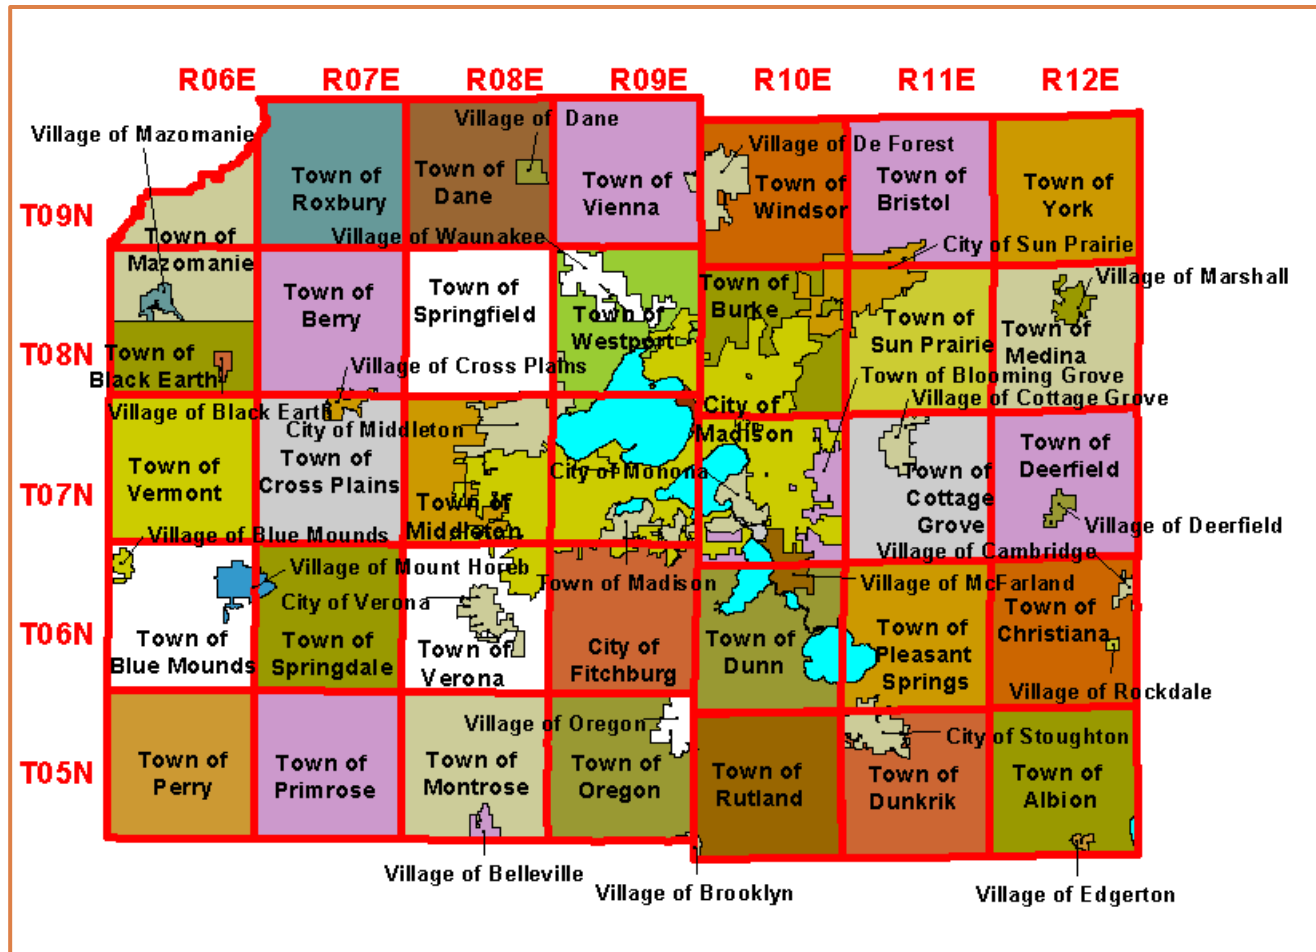 R06E R07E R08E R09E R10E R11E R12E
Village of Mazomanie
Village of Dane
Village of De Forest
T09N
Town of
Mazomanie
Town of
Roxbury
Town of
Dane
Town of
Vienna
Town of
Windsor
Town of
Bristol
Town of
York
Village of Waunakee
City of Sun Prairie
Village of Marshall
T08N
Town of
Black Earth
Town of
Berry
Town of
Springfield
Town of
Westport
Town of
Burke
Town of
Sun Prairie
Town of
Medina
Village of Cross Plains
Town of Blooming Grove
Village of Black Earth
City of Middleton
City of
Madison
Village of Cottage Grove
T07N
Town of
Vermont
Town of
Cross Plains
Town of
Middleton
City of Monona
Town of
Cottage
Grove
Town of
Deerfield
Village of Deerfield
Village of Blue Mounds
Village of Cambridge
Village of Mount Horeb
Town of Madison
Village of McFarland
City of Verona
T06N
Town of
Blue Mounds
Town of
Springdale
Town of
Verona
City of
Fitchburg
Town of
Dunn
Town of
Pleasant
Springs
Town of
Christiana
Village of Rockdale
Village of Oregon
City of Stoughton
T05N
Town of
Perry
Town of
Primrose
Town of
Montrose
Town of
Oregon
Town of
Rutland
Town of
Dunkrik
Town of
Albion
Village of Belleville
Village of Brooklyn
Village of Edgerton